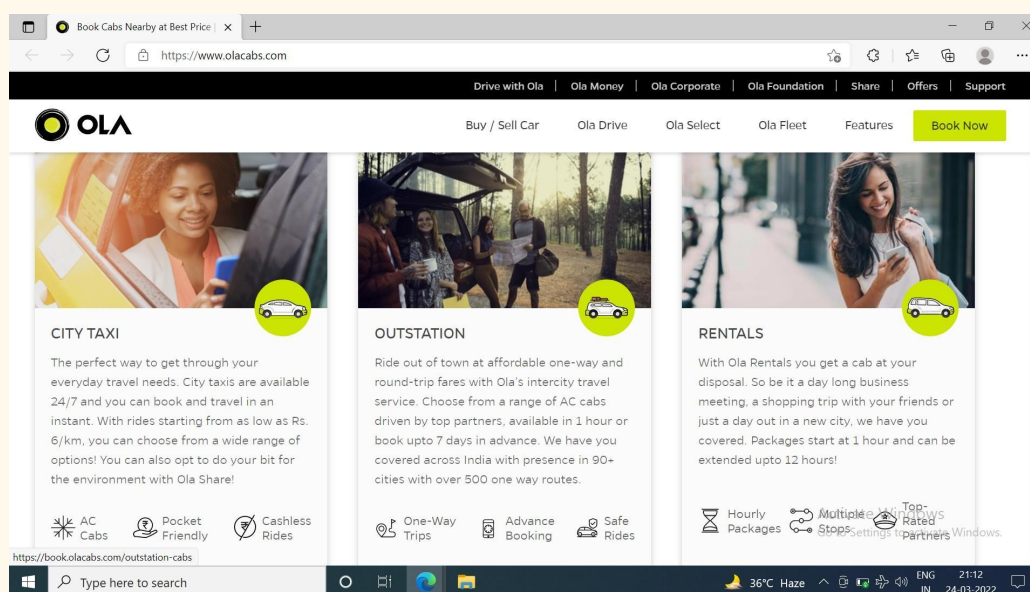 Book Cabs Nearby at Best Price |
https://www.olacabs.com
Drive with Ola | Ola Money | Ola Corporate | Ola Foundation | Share | Offers | Support
OLA
Buy / Sell Car Ola Drive Ola Select Ola Fleet Features Book Now
CITY TAXI
The perfect way to get through your
everyday travel needs. City taxis are available
24/7 and you can book and travel in an
instant. With rides starting from as low as Rs.
6/km, you can choose from a wide range of
options! You can also opt to do your bit for
the environment with Ola Share!
AC
Cabs
Pocket
Friendly
Cashless
Rides
OUTSTATION
Ride out of town at affordable one-way and
round-trip fares with Ola's intercity travel
service. Choose from a range of AC cabs
driven by top partners, available in 1 hour or
book upto 7 days in advance. We have you
covered across India with presence in 90+
cities with over 500 one way routes.
One-Way
Trips
Advance
Booking
Safe
Rides
RENTALS
With Ola Rentals you get a cab at your
disposal. So be it a day long business
meeting, a shopping trip with your friends or
just a day out in a new city, we have you
covered. Packages start at 1 hour and can be
extended upto 12 hours!
Hourly
Packages
Multiple
Stops
Top-
Rated
Partners
Activate Windows
Go to Settings to activate Windows.
https://book.olacabs.com/outstation-cabs
Type here to search
36°C Haze
ENG
IN
21:12
24-03-2022